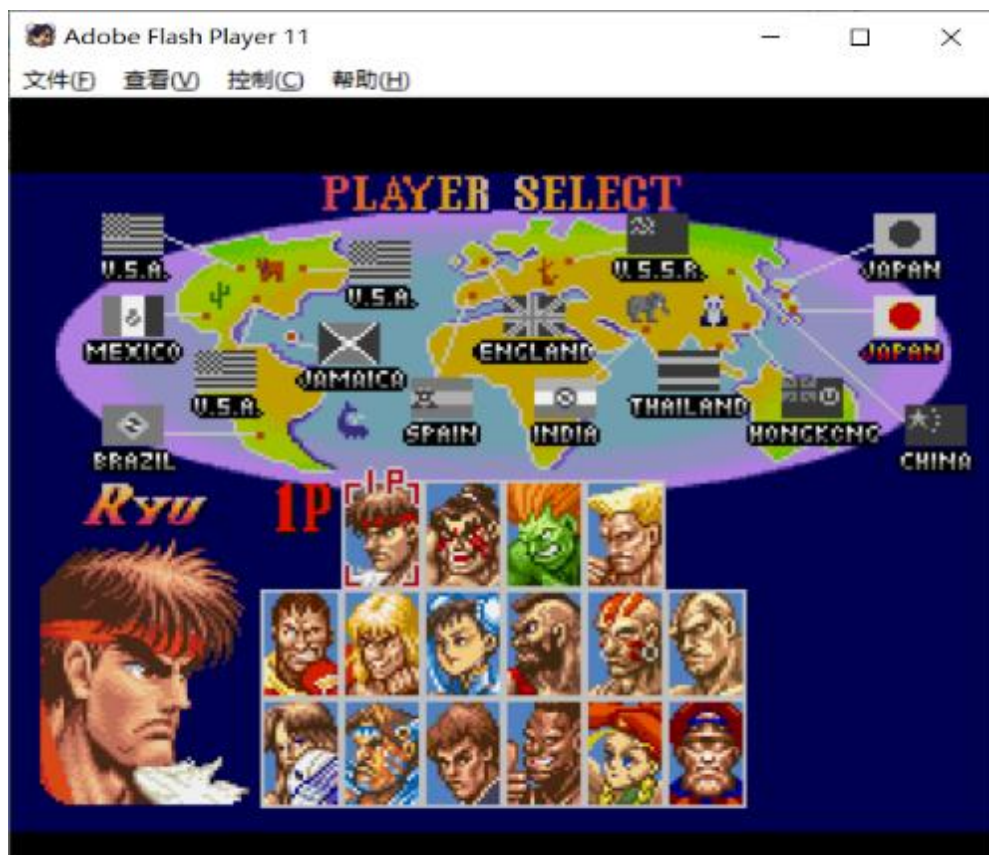 Adobe Flash Player 11
文件(F) 查看(V) 控制(C) 帮助(H)
PLAYER SELECT
U.S.A.
U.S.A.
U.S.S.R.
JAPAN
MEXICO
JAMAICA
ENGLAND
JAPAN
U.S.A.
SPAIN
INDIA
THAILAND
HONGKONG
BRAZIL
CHINA
RYU
1P
1P